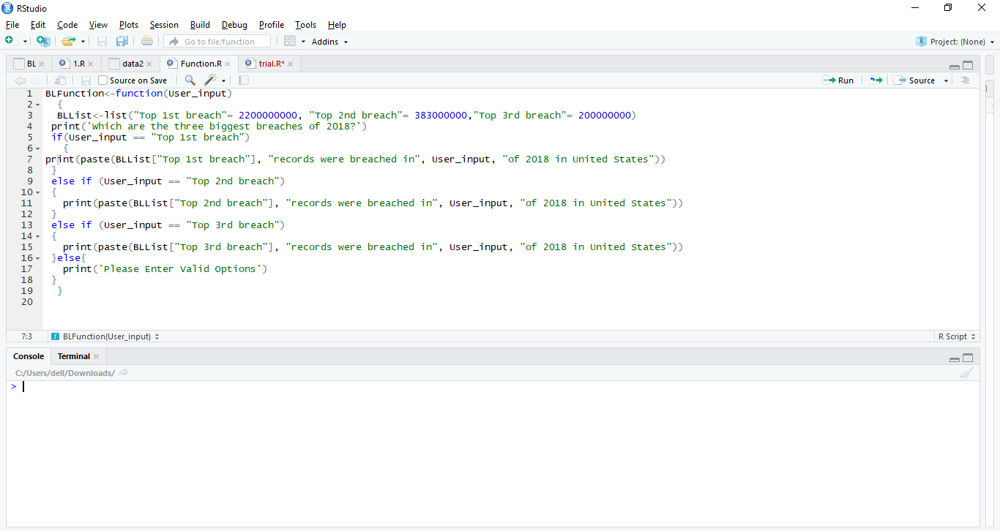 RStudio
File Edit Code View Plots Session Build Debug Profile Tools Help
Go to file/function Addins Project: (None)
BL 1.R data2 Function.R trial.R*
Source on Save Run Source
1 BLFunction<-function(User_input)
2 {
3 BLList<-list("Top 1st breach"= 2200000000, "Top 2nd breach"= 383000000,"Top 3rd breach"= 200000000)
4 print('Which are the three biggest breaches of 2018?')
5 if(User_input == "Top 1st breach")
6 {
7 print(paste(BLList["Top 1st breach"], "records were breached in", User_input, "of 2018 in United States"))
8 }
9 else if (User_input == "Top 2nd breach")
10 {
11 print(paste(BLList["Top 2nd breach"], "records were breached in", User_input, "of 2018 in United States"))
12 }
13 else if (User_input == "Top 3rd breach")
14 {
15 print(paste(BLList["Top 3rd breach"], "records were breached in", User_input, "of 2018 in United States"))
16 }else{
17 print('Please Enter Valid Options')
18 }
19 }
20
7:3 BLFunction(User_input) R Script
Console Terminal
C:/Users/dell/Downloads/
>